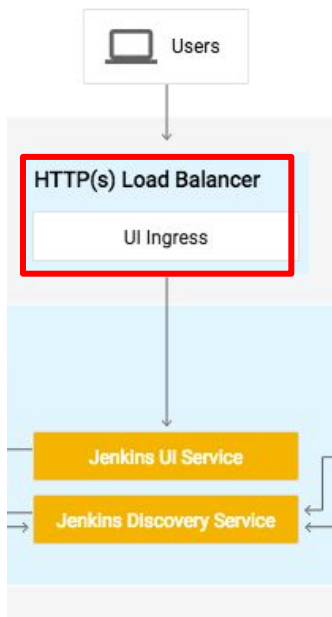 Users
HTTP(s) Load Balancer
UI Ingress
Jenkins UI Service
Jenkins Discovery Service